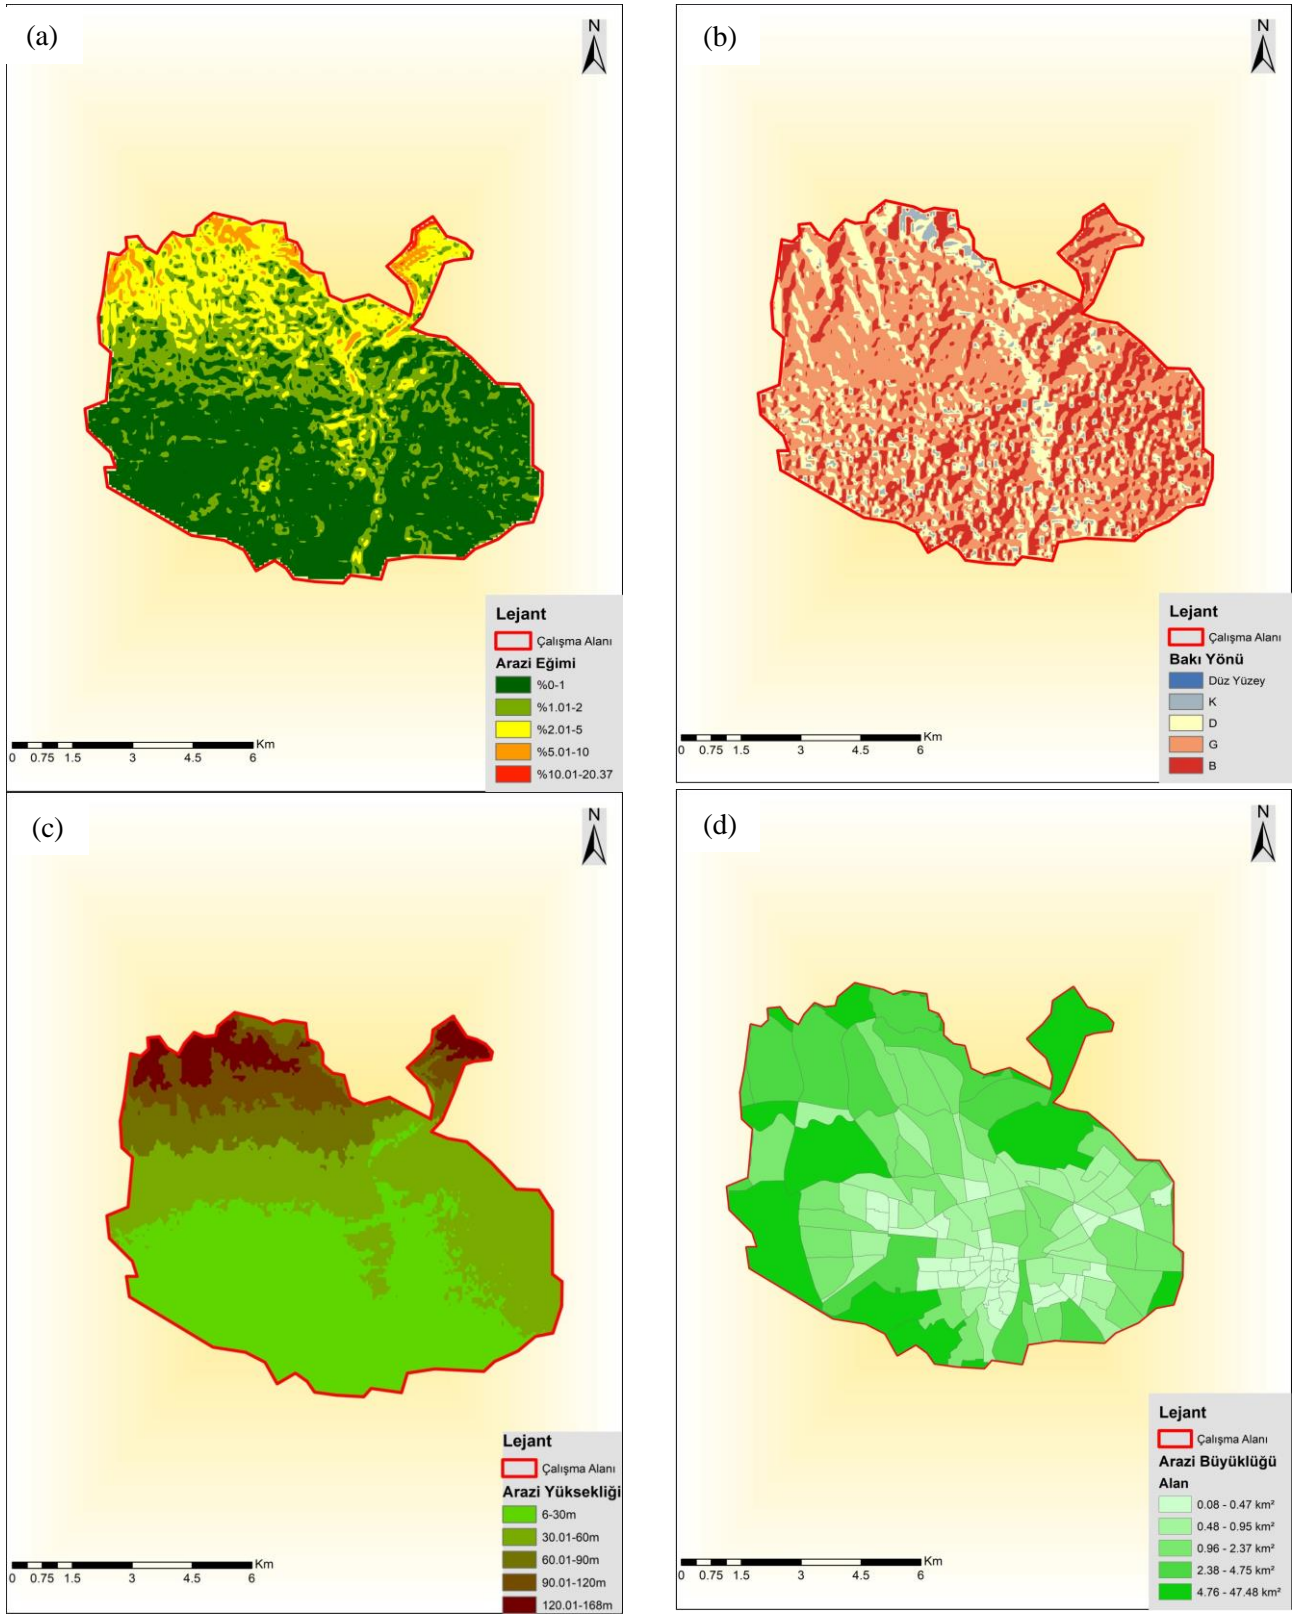 (a)
N
Lejant
Çalışma Alanı
Arazi Eğimi
%0-1
%1.01-2
%2.01-5
%5.01-10
%10.01-20.37
Km
0 0.75 1.5 3 4.5 6
(b)
N
Lejant
Çalışma Alanı
Bakı Yönü
Düz Yüzey
K
D
G
B
Km
0 0.75 1.5 3 4.5 6
(c)
N
Lejant
Çalışma Alanı
Arazi Yüksekliği
6-30m
30.01-60m
60.01-90m
90.01-120m
120.01-168m
Km
0 0.75 1.5 3 4.5 6
(d)
N
Lejant
Çalışma Alanı
Arazi Büyüklüğü
Alan
0.08 - 0.47 km²
0.48 - 0.95 km²
0.96 - 2.37 km²
2.38 - 4.75 km²
4.76 - 47.48 km²
Km
0 0.75 1.5 3 4.5 6